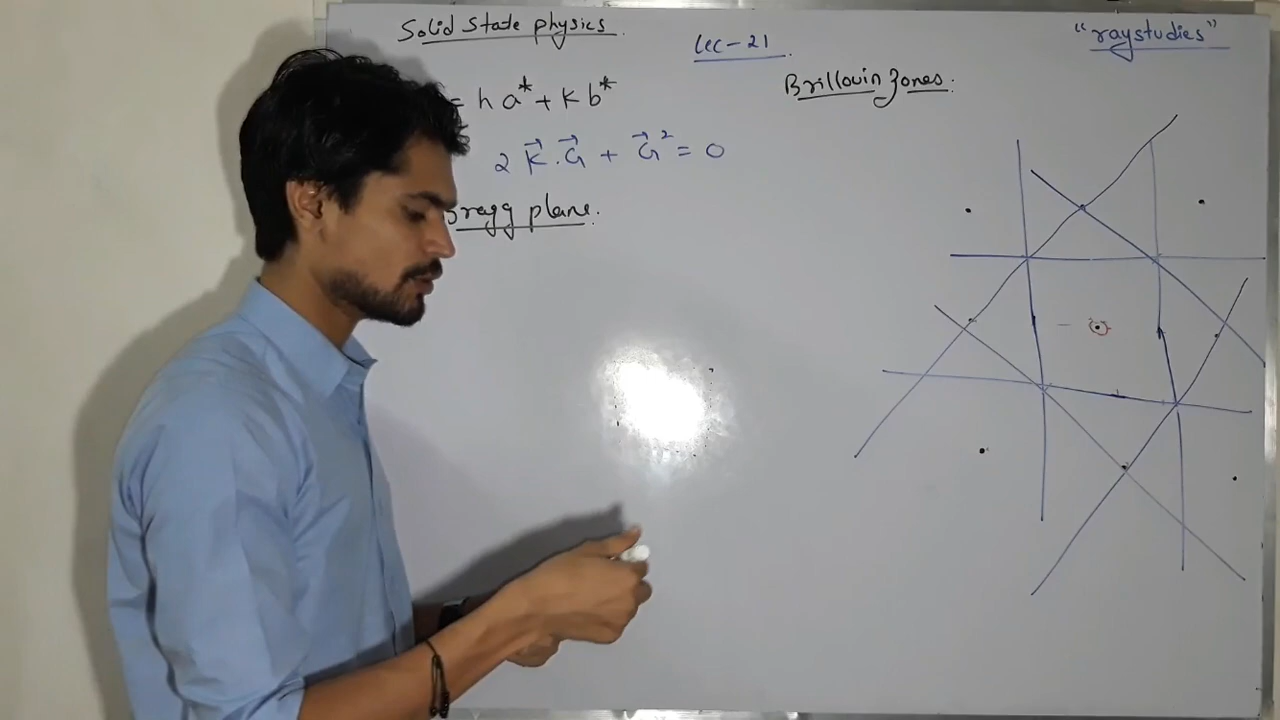 Solid State physics
Lec-21
"raystudies"
Brillouin Zones.
= h a* + K b*
2 K⃗ . G⃗ + G⃗² = 0
Bragg plane.